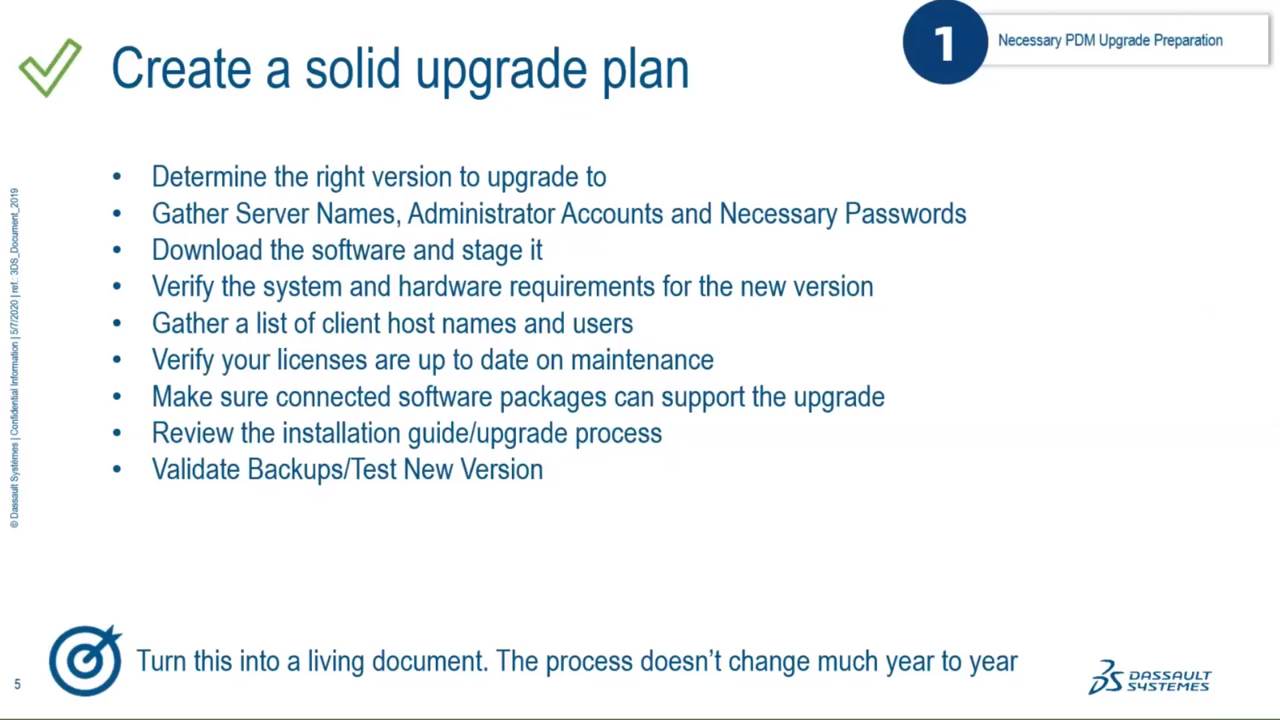 1
Necessary PDM Upgrade Preparation
Create a solid upgrade plan
• Determine the right version to upgrade to
• Gather Server Names, Administrator Accounts and Necessary Passwords
• Download the software and stage it
• Verify the system and hardware requirements for the new version
• Gather a list of client host names and users
• Verify your licenses are up to date on maintenance
• Make sure connected software packages can support the upgrade
• Review the installation guide/upgrade process
• Validate Backups/Test New Version
© Dassault Systèmes | Confidential Information | 5/7/2020 | ref.: 3DS_Document_2019
Turn this into a living document. The process doesn’t change much year to year
5
DASSAULT
SYSTEMES